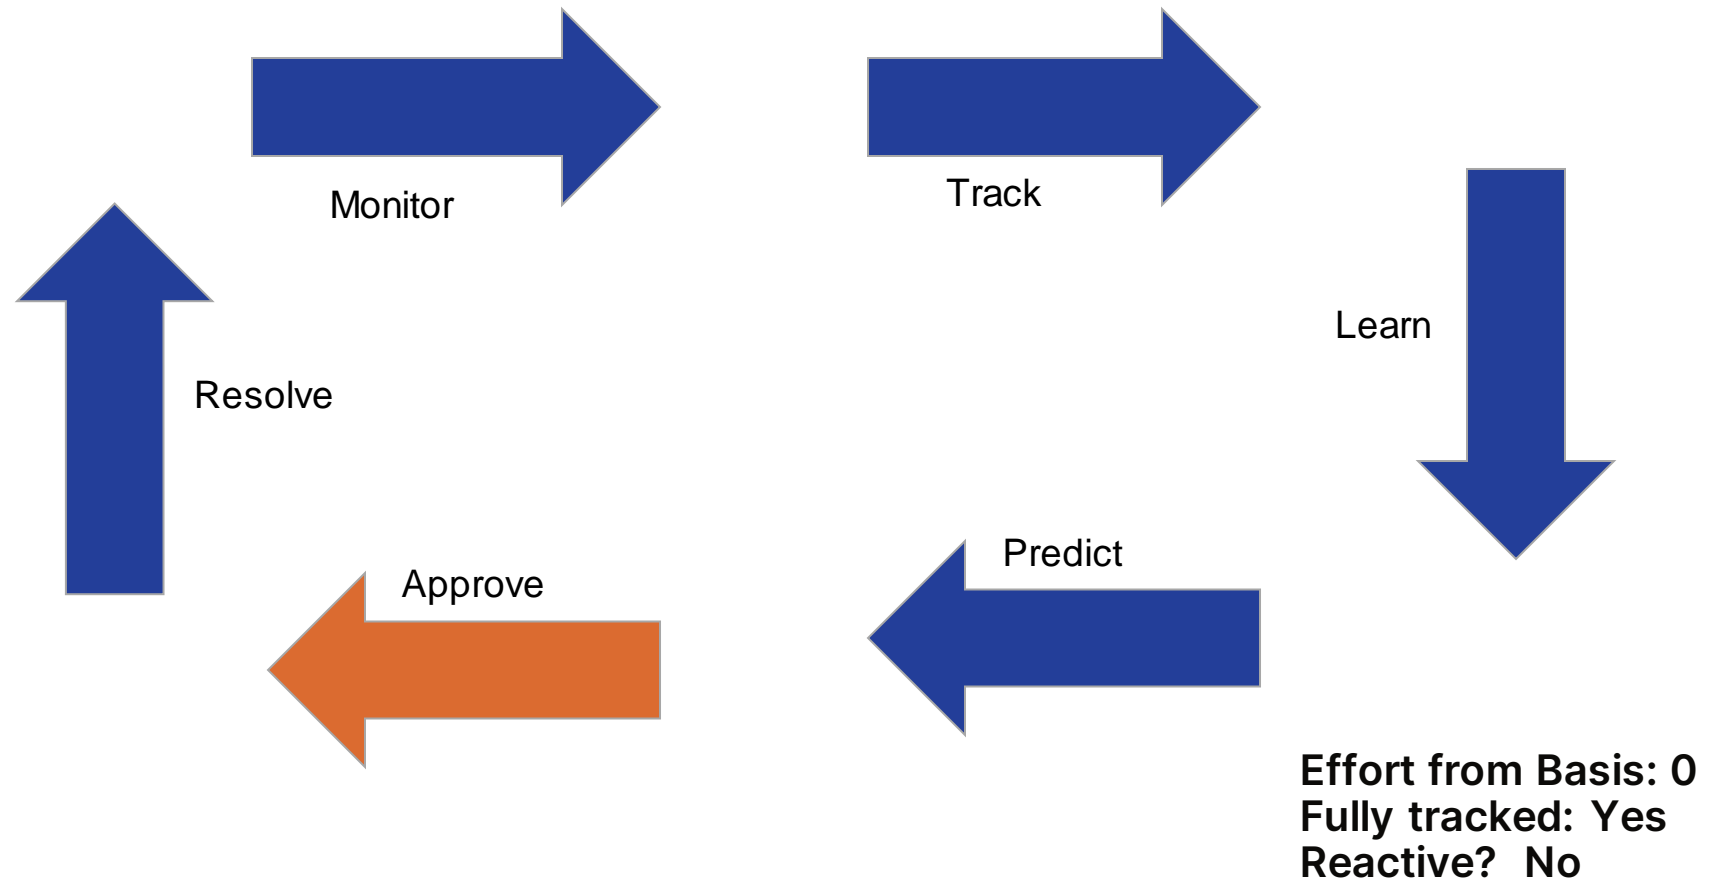 Monitor
Track
Learn
Resolve
Predict
Approve
Effort from Basis: 0
Fully tracked: Yes
Reactive? No